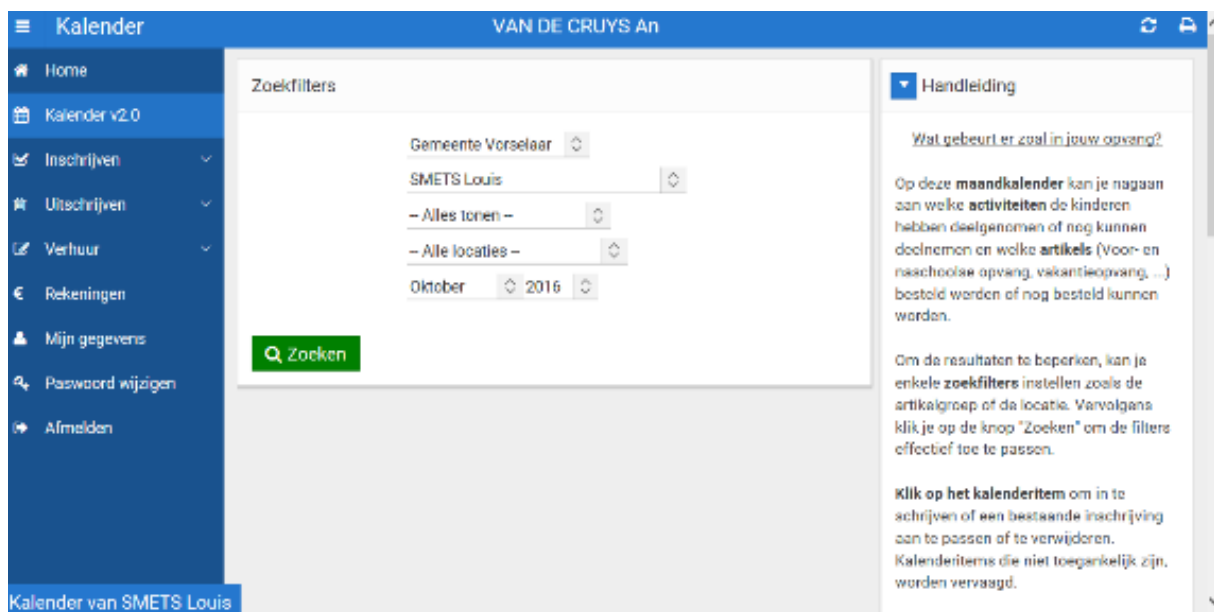 Kalender
VAN DE CRUYS An
Home
Kalender v2.0
Inschrijven
Uitschrijven
Verhuur
Rekeningen
Mijn gegevens
Paswoord wijzigen
Afmelden
Kalender van SMETS Louis
Zoekfilters
Gemeente Vorselaar
SMETS Louis
-- Alles tonen --
-- Alle locaties --
Oktober 2016
Zoeken
Handleiding
Wat gebeurt er zoal in jouw opvang?
Op deze maandkalender kan je nagaan
aan welke activiteiten de kinderen
hebben deelgenomen of nog kunnen
deelnemen en welke artikels (Voor- en
naschoolse opvang, vakantieopvang, ...)
besteld werden of nog besteld kunnen
worden.
Om de resultaten te beperken, kan je
enkele zoekfilters instellen zoals de
artikelgroep of de locatie. Vervolgens
klik je op de knop "Zoeken" om de filters
effectief toe te passen.
Klik op het kalenderitem om in te
schrijven of een bestaande inschrijving
aan te passen of te verwijderen.
Kalenderitems die niet toegankelijk zijn,
worden vervaagd.